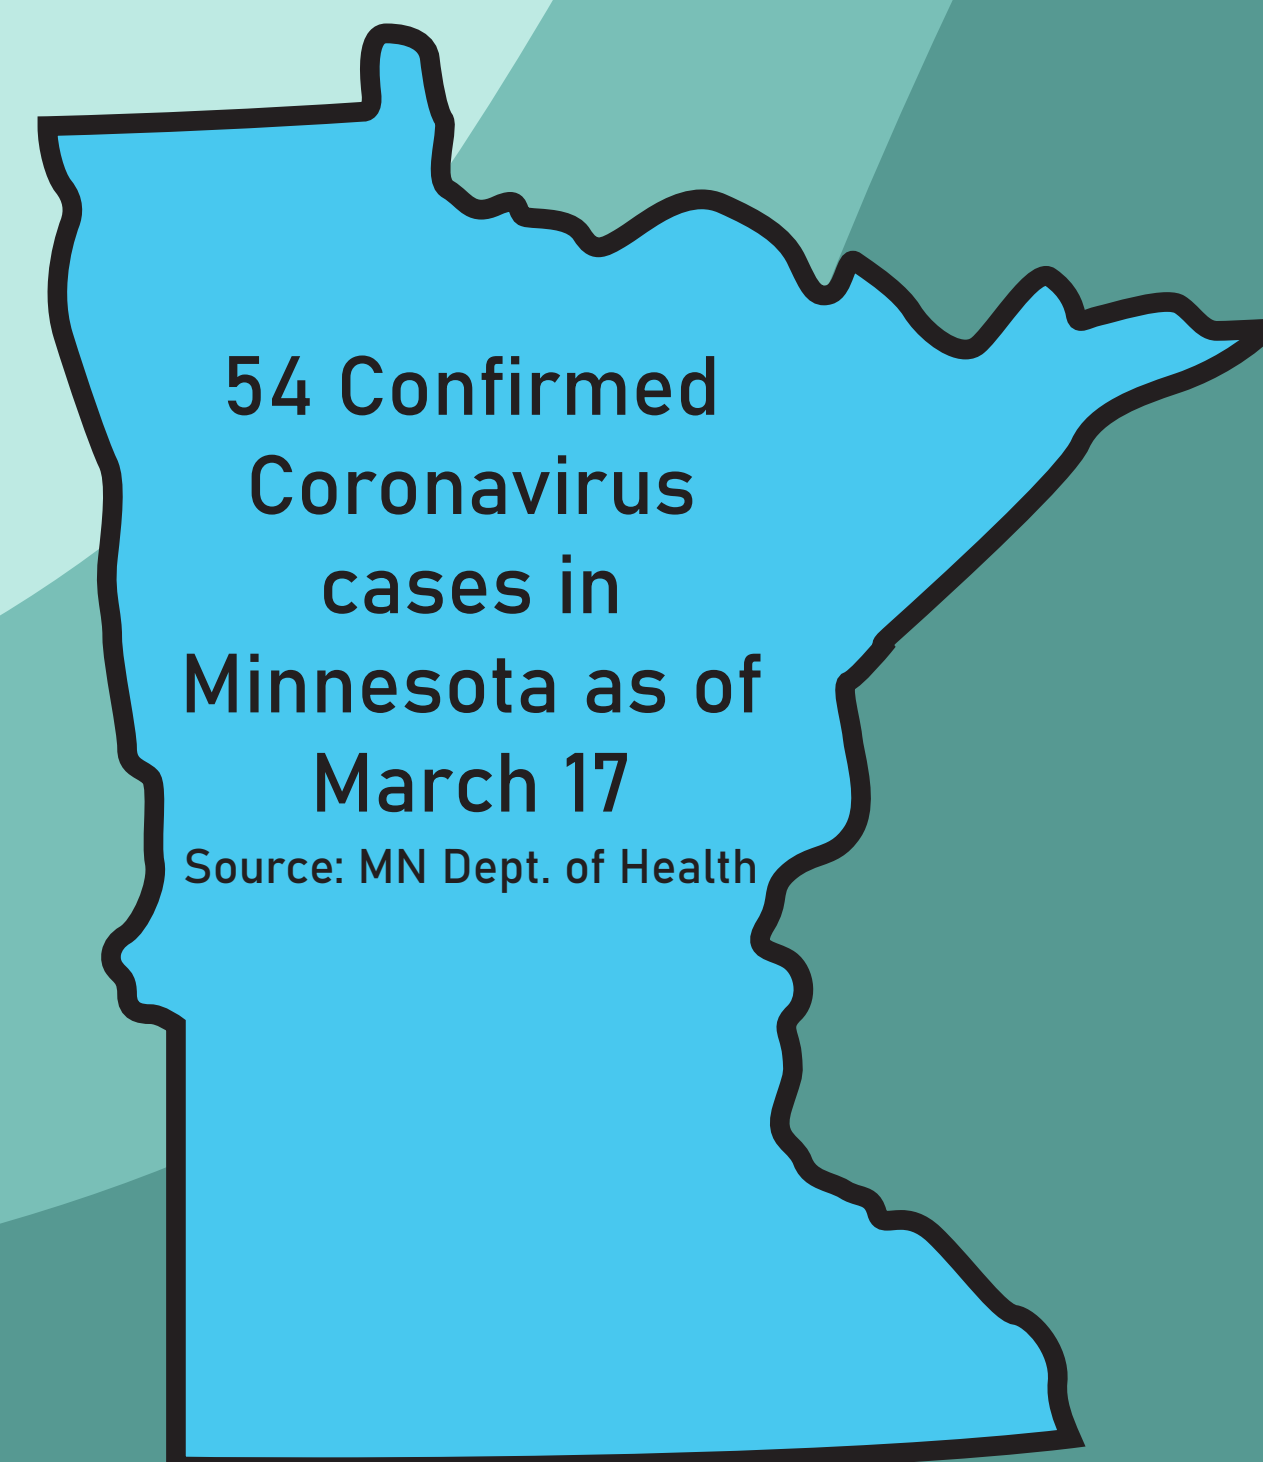 54 Confirmed
Coronavirus
cases in
Minnesota as of
March 17
Source: MN Dept. of Health